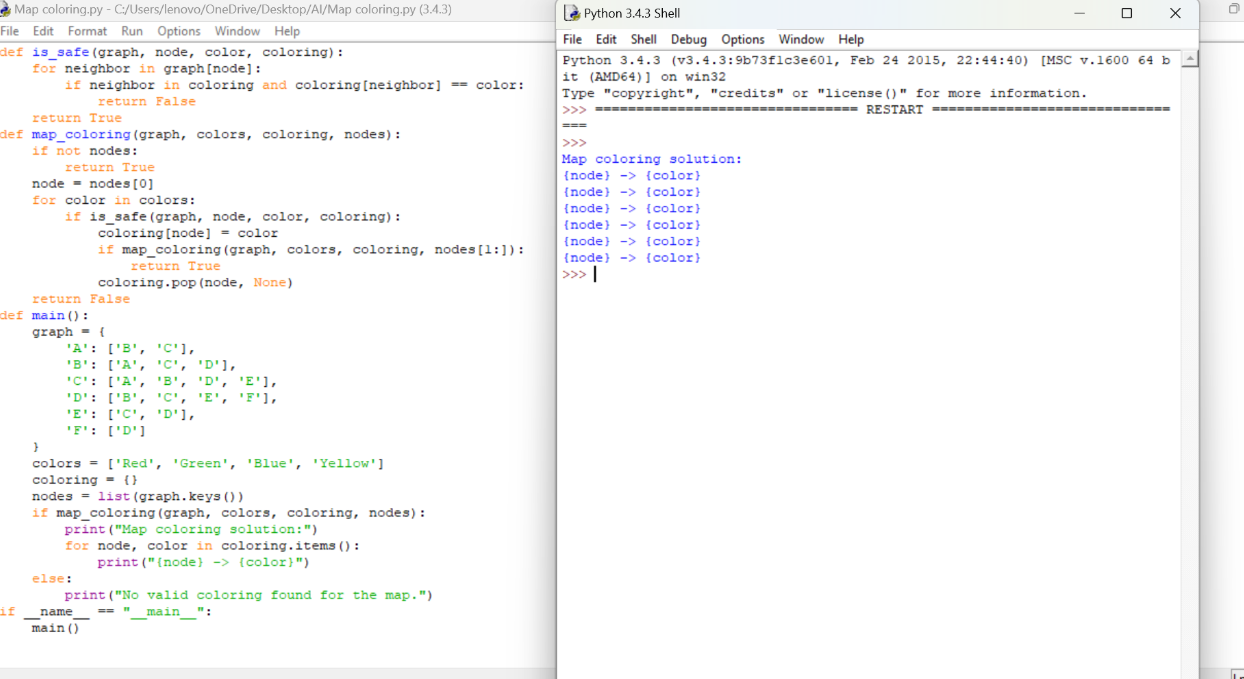 Map coloring.py - C:/Users/lenovo/OneDrive/Desktop/AI/Map coloring.py (3.4.3)
File Edit Format Run Options Window Help
def is_safe(graph, node, color, coloring):
    for neighbor in graph[node]:
        if neighbor in coloring and coloring[neighbor] == color:
            return False
    return True
def map_coloring(graph, colors, coloring, nodes):
    if not nodes:
        return True
    node = nodes[0]
    for color in colors:
        if is_safe(graph, node, color, coloring):
            coloring[node] = color
            if map_coloring(graph, colors, coloring, nodes[1:]):
                return True
            coloring.pop(node, None)
    return False
def main():
    graph = {
        'A': ['B', 'C'],
        'B': ['A', 'C', 'D'],
        'C': ['A', 'B', 'D', 'E'],
        'D': ['B', 'C', 'E', 'F'],
        'E': ['C', 'D'],
        'F': ['D']
    }
    colors = ['Red', 'Green', 'Blue', 'Yellow']
    coloring = {}
    nodes = list(graph.keys())
    if map_coloring(graph, colors, coloring, nodes):
        print("Map coloring solution:")
        for node, color in coloring.items():
            print("{node} -> {color}")
    else:
        print("No valid coloring found for the map.")
if __name__ == "__main__":
    main()
Python 3.4.3 Shell
File Edit Shell Debug Options Window Help
Python 3.4.3 (v3.4.3:9b73f1c3e601, Feb 24 2015, 22:44:40) [MSC v.1600 64 b
it (AMD64)] on win32
Type "copyright", "credits" or "license()" for more information.
>>> ================================ RESTART =============================
===
>>>
Map coloring solution:
{node} -> {color}
{node} -> {color}
{node} -> {color}
{node} -> {color}
{node} -> {color}
{node} -> {color}
>>>